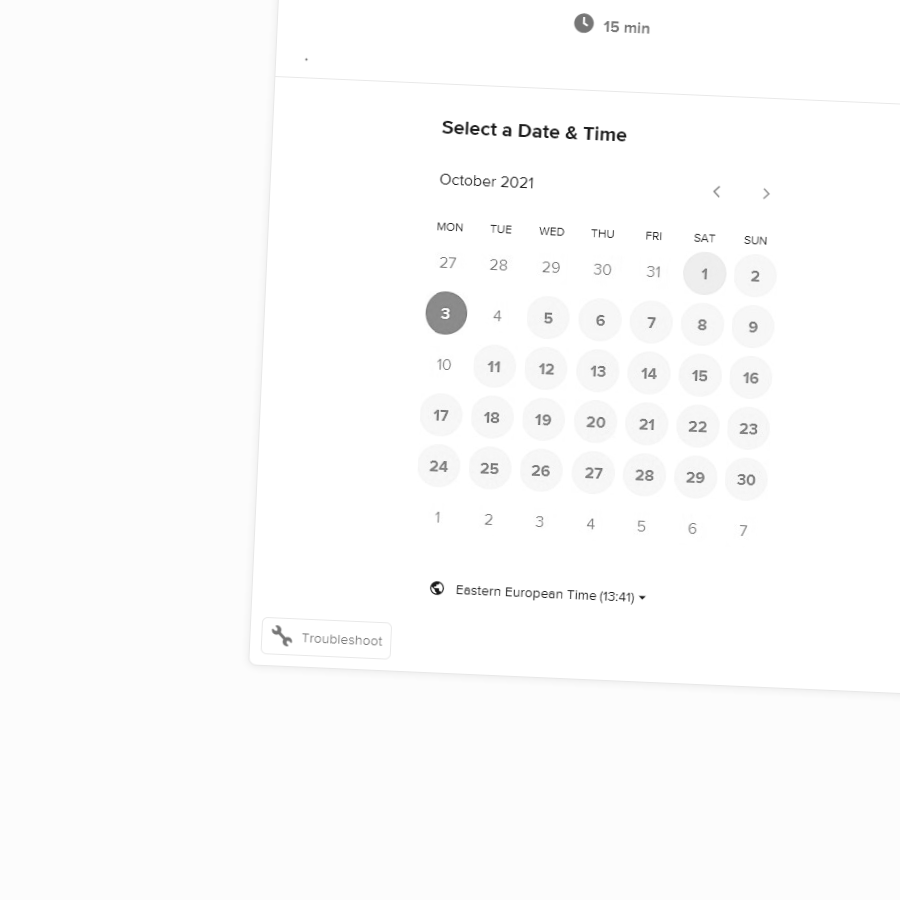 15 min
.
Select a Date & Time
October 2021
MON TUE WED THU FRI SAT SUN
27 28 29 30 31 1 2
3 4 5 6 7 8 9
10 11 12 13 14 15 16
17 18 19 20 21 22 23
24 25 26 27 28 29 30
1 2 3 4 5 6 7
Eastern European Time (13:41)
Troubleshoot